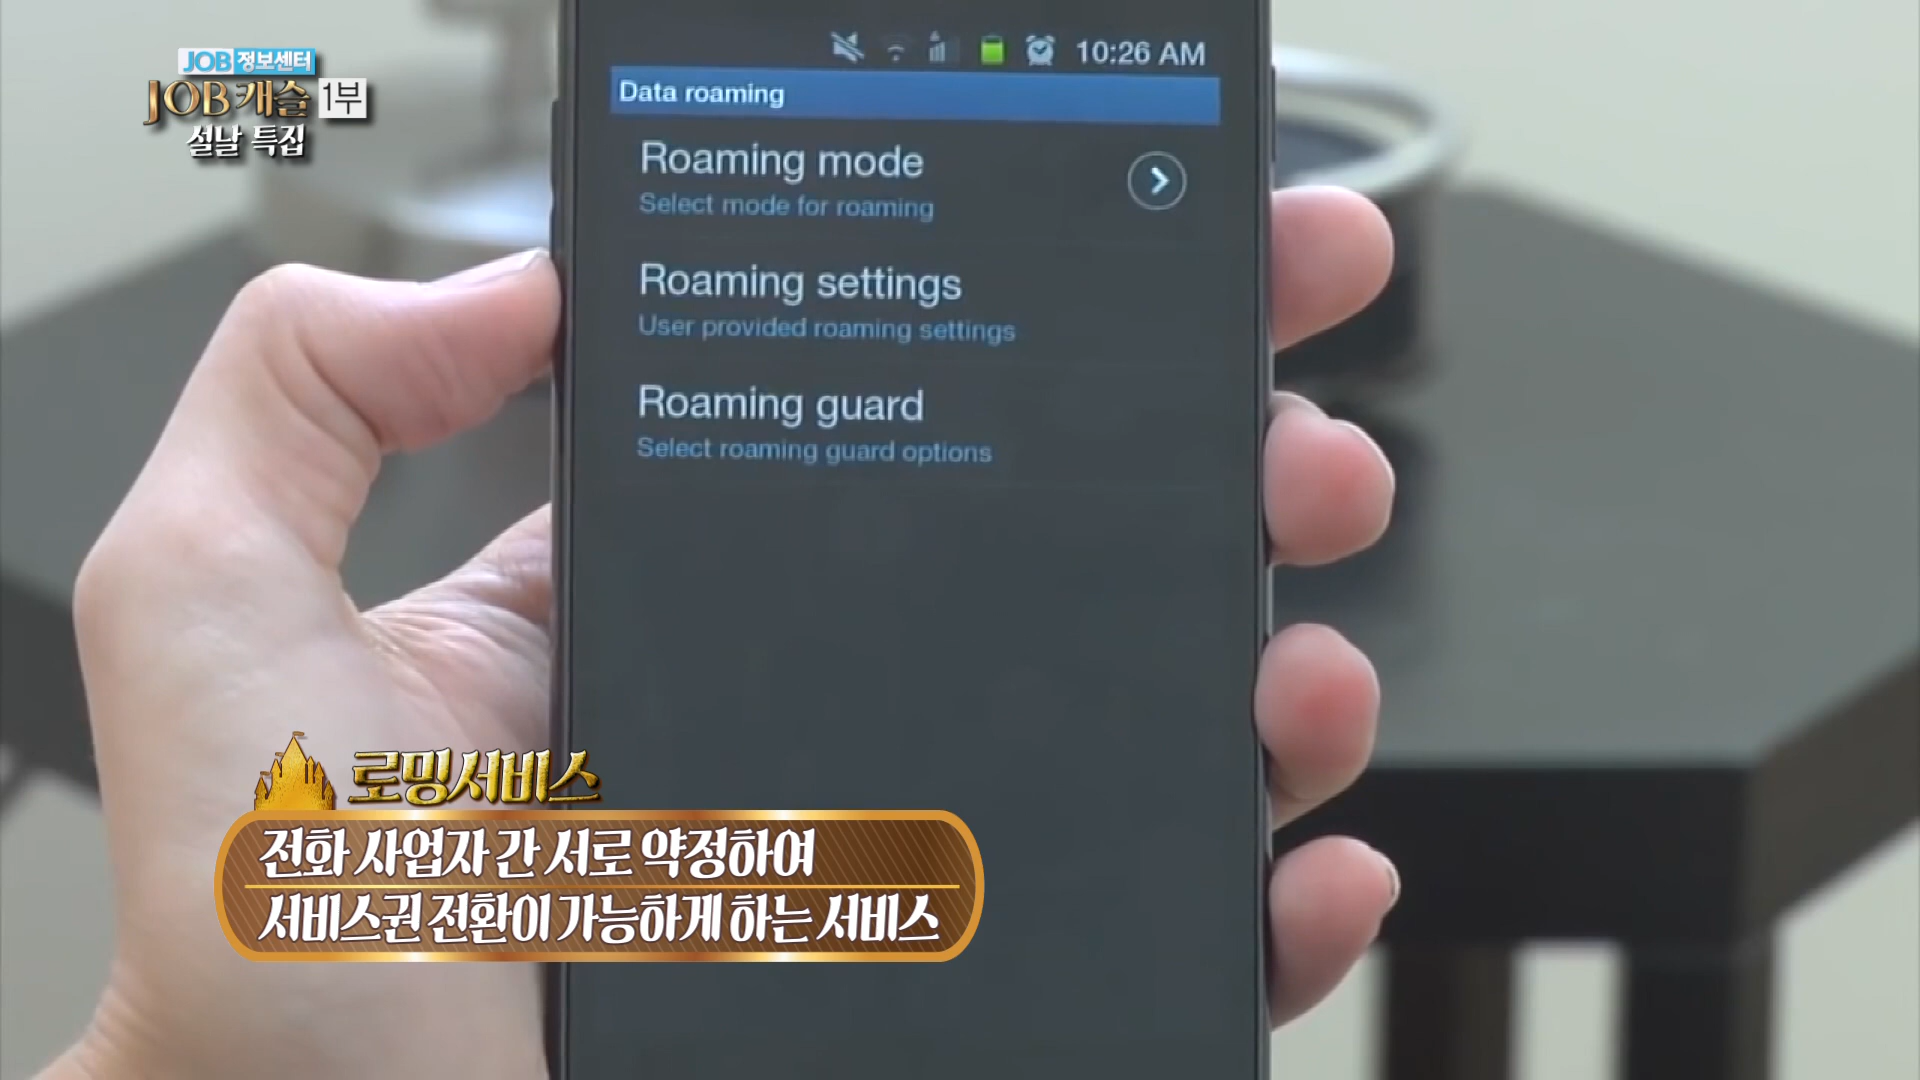 JOB 정보센터
JOB 캐슬 1부
설날 특집
10:26 AM
Data roaming
Roaming mode
Select mode for roaming
Roaming settings
User provided roaming settings
Roaming guard
Select roaming guard options
로밍서비스
전화 사업자 간 서로 약정하여
서비스권 전환이 가능하게 하는 서비스